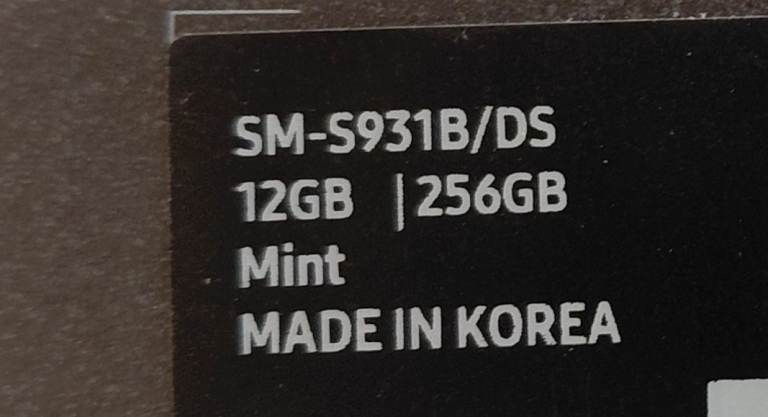 SM-S931B/DS
12GB | 256GB
Mint
MADE IN KOREA